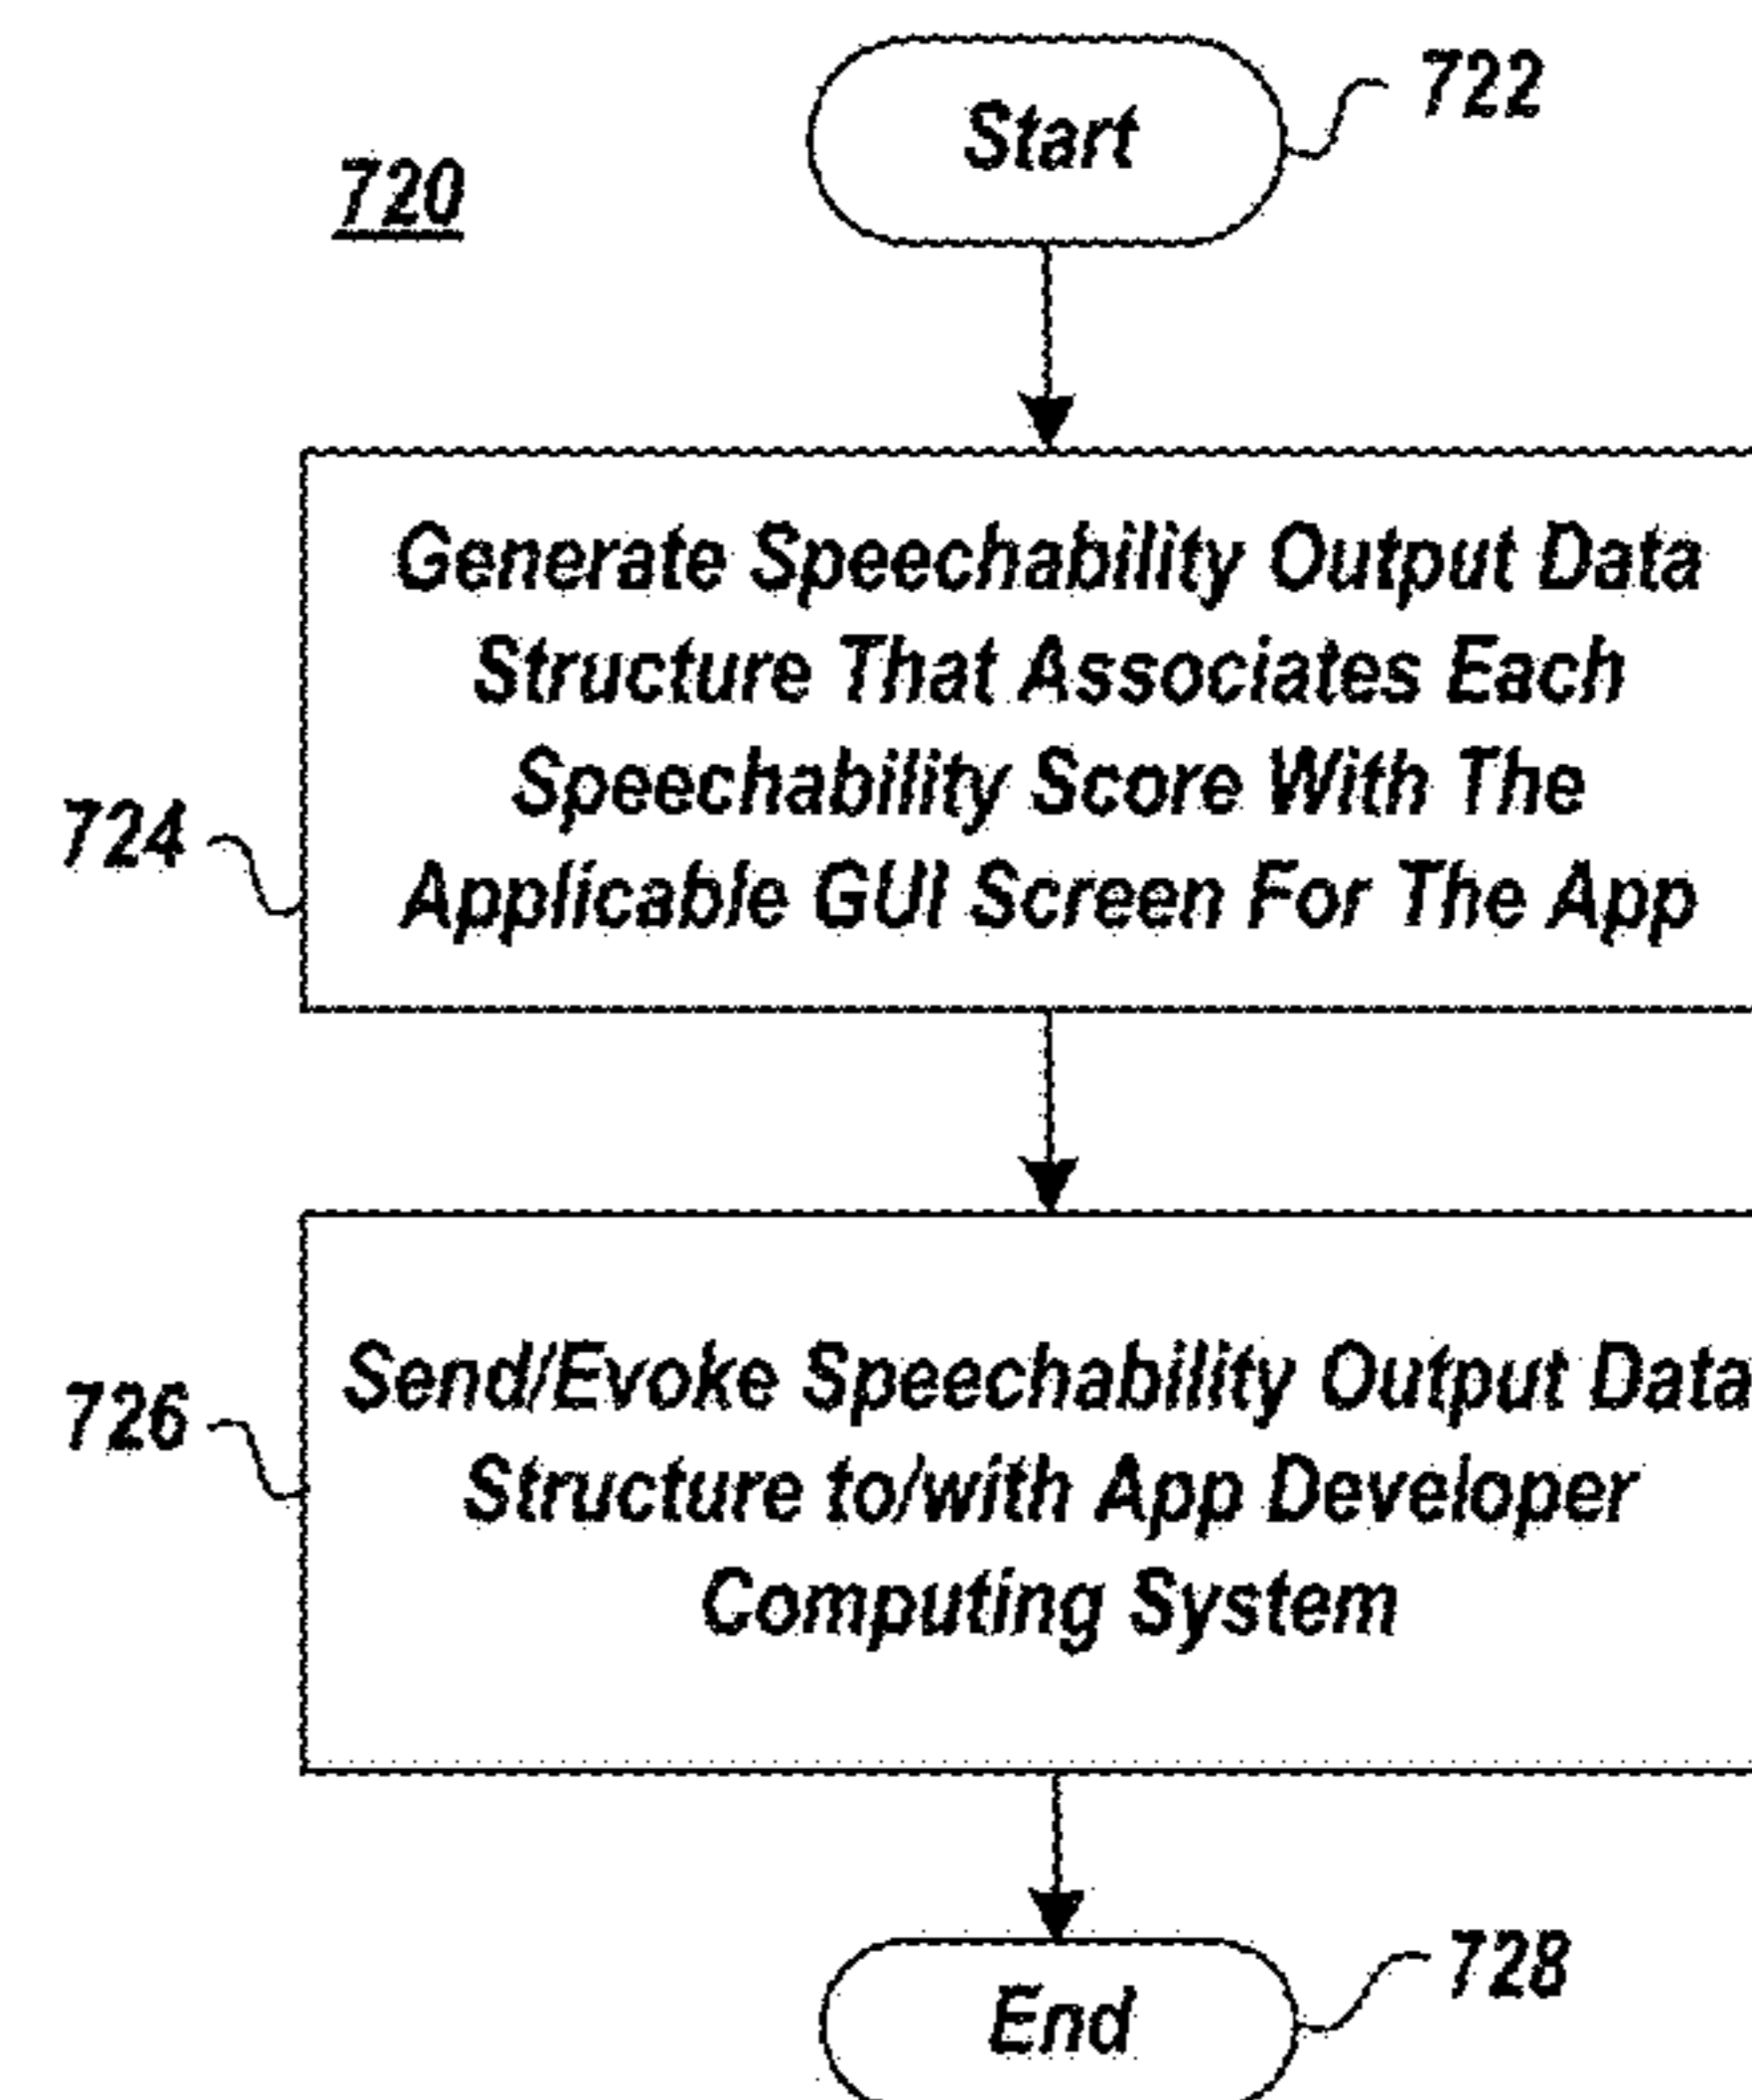 722
Start
720
Generate Speechability Output Data
Structure That Associates Each
Speechability Score With The
Applicable GUI Screen For The App
724
Send/Evoke Speechability Output Data
726
Structure to/with App Developer
Computing System
728
End